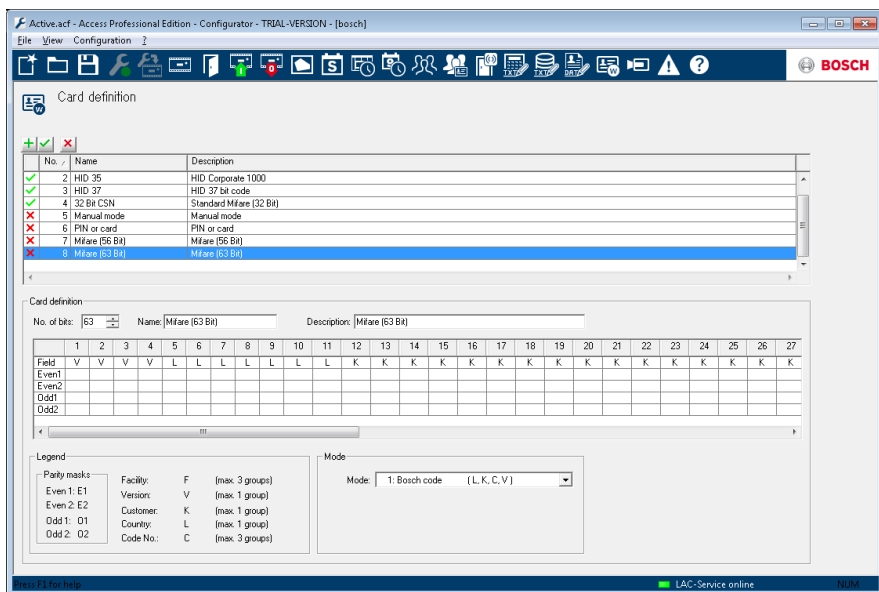 Active.acf - Access Professional Edition - Configurator - TRIAL-VERSION - [bosch]
File View Configuration ?
BOSCH
Card definition
No. Name Description
2 HID 35 HID Corporate 1000
3 HID 37 HID 37 bit code
4 32 Bit CSN Standard Mifare (32 Bit)
5 Manual mode Manual mode
6 PIN or card PIN or card
7 Mifare (56 Bit) Mifare (56 Bit)
8 Mifare (63 Bit) Mifare (63 Bit)
Card definition
No. of bits: 63 Name: Mifare (63 Bit) Description: Mifare (63 Bit)
1 2 3 4 5 6 7 8 9 10 11 12 13 14 15 16 17 18 19 20 21 22 23 24 25 26 27
Field V V V V L L L L L L L K K K K K K K K K K K K K K K K
Even1
Even2
Odd1
Odd2
Legend
Parity masks
Even 1: E1
Even 2: E2
Odd 1: O1
Odd 2: O2
Facility: F (max. 3 groups)
Version: V (max. 1 group)
Customer: K (max. 1 group)
Country: L (max. 1 group)
Code No.: C (max. 3 groups)
Mode
Mode: 1: Bosch code ( L, K, C, V )
Press F1 for help LAC-Service online NUM